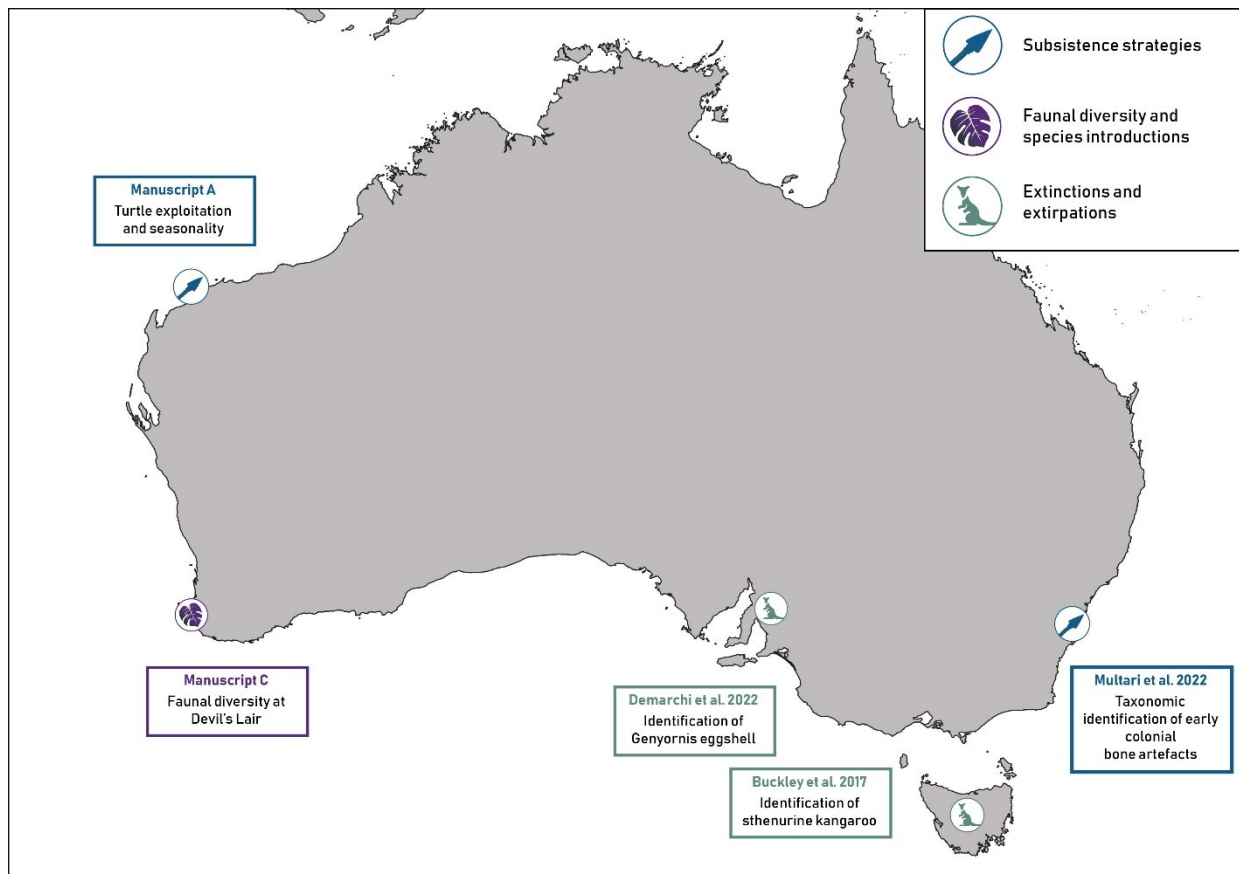 Subsistence strategies
Faunal diversity and
species introductions
Extinctions and
extirpations
Manuscript A
Turtle exploitation
and seasonality
Manuscript C
Faunal diversity at
Devil's Lair
Demarchi et al. 2022
Identification of
Genyornis eggshell
Buckley et al. 2017
Identification of
sthenurine kangaroo
Multari et al. 2022
Taxonomic
identification of early
colonial
bone artefacts